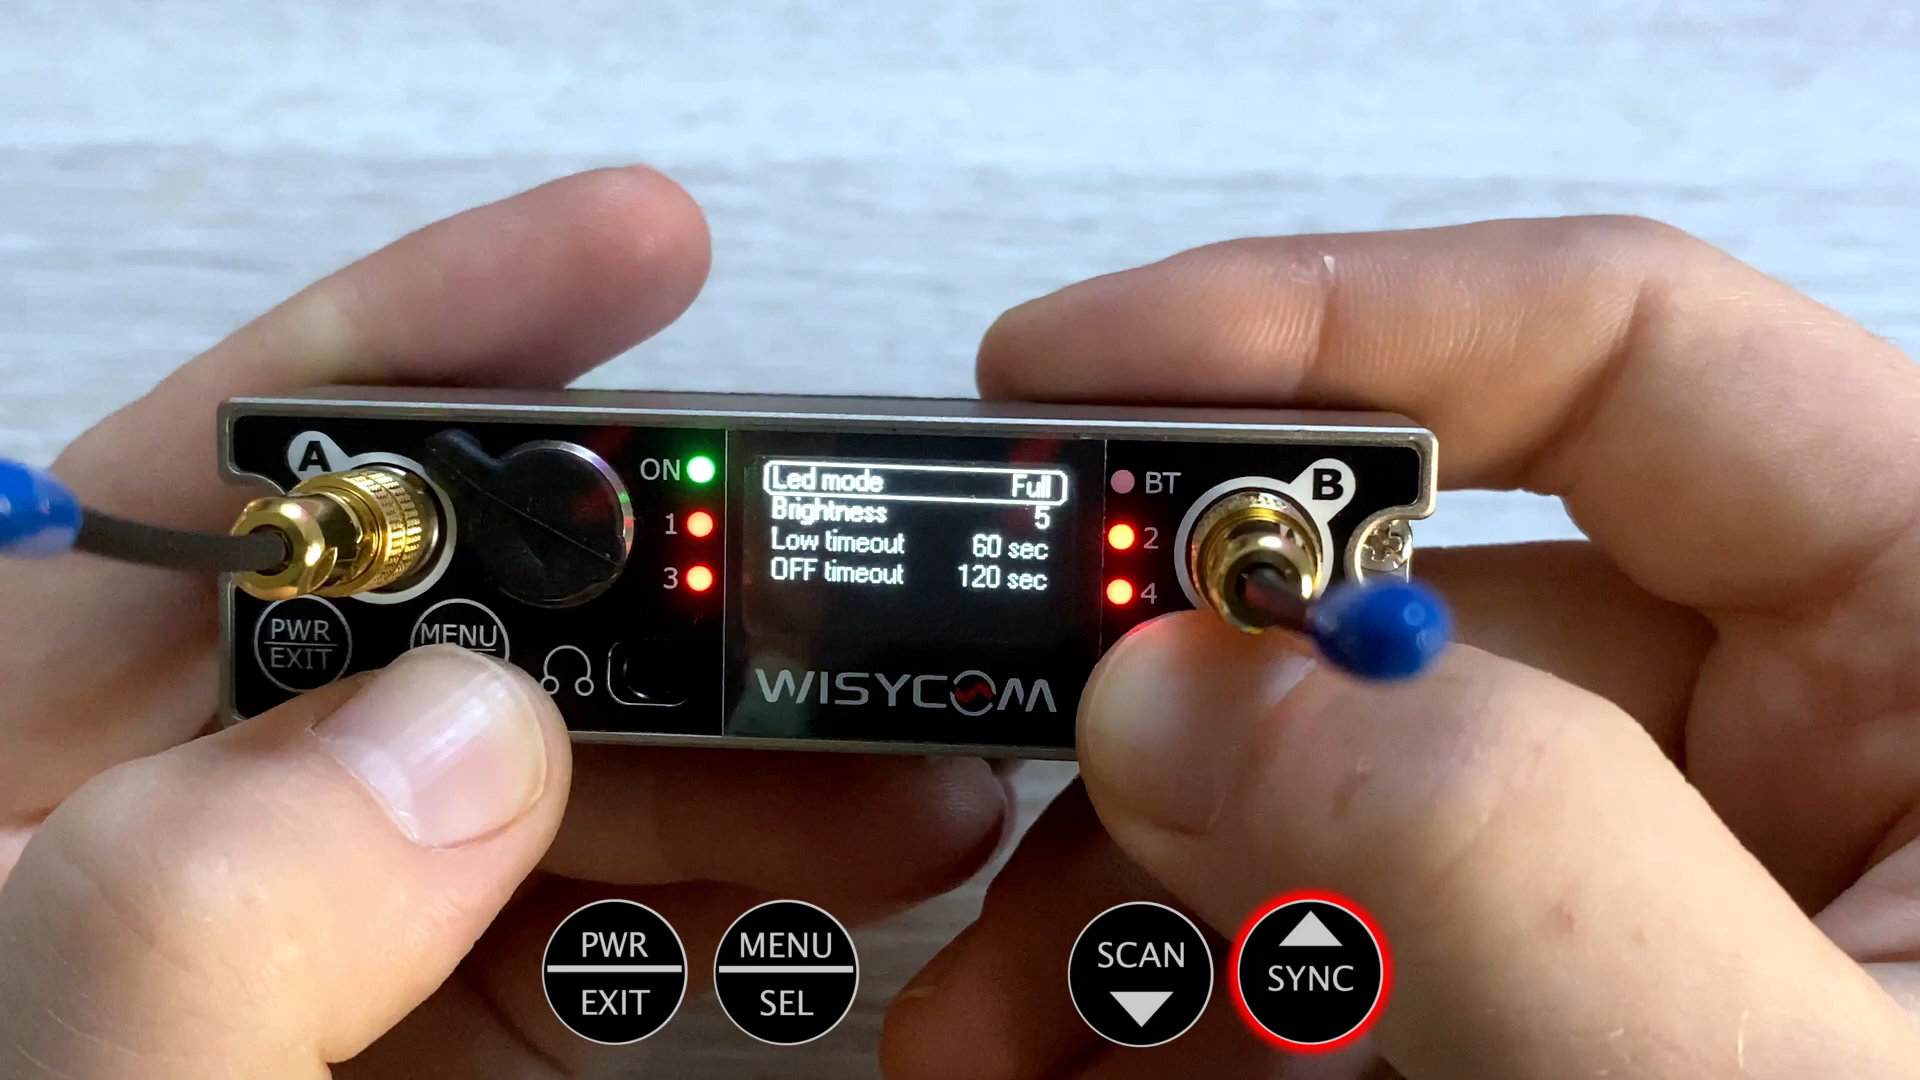 A
ON
1
3
PWR
EXIT
MENU
Led mode Full
Brightness 5
Low timeout 60 sec
OFF timeout 120 sec
WISYCOM
BT
2
4
B
PWR
EXIT
MENU
SEL
SCAN
SYNC